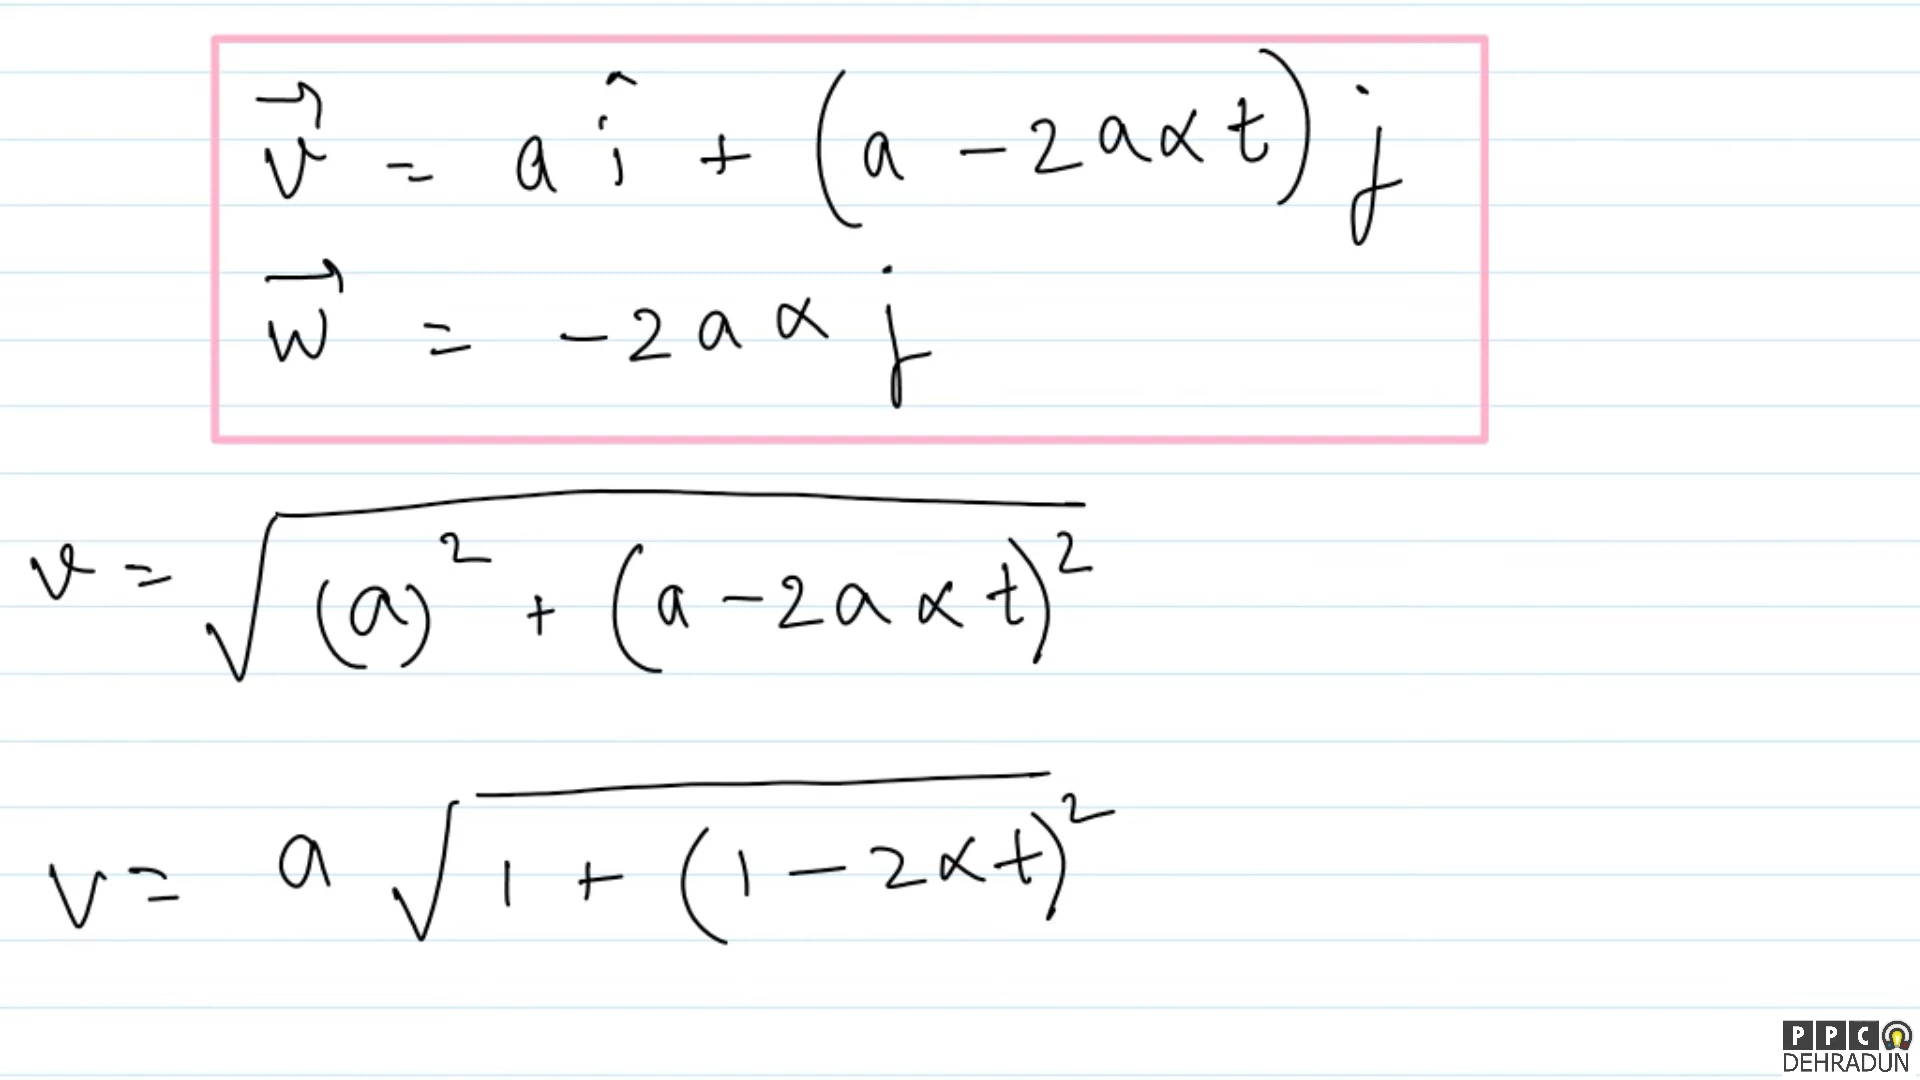 v⃗ = a î + (a − 2aαt) j
w⃗ = −2aα j
v = √((a)² + (a − 2aαt)²)
v = a √(1 + (1 − 2αt)²)
PPC
DEHRADUN